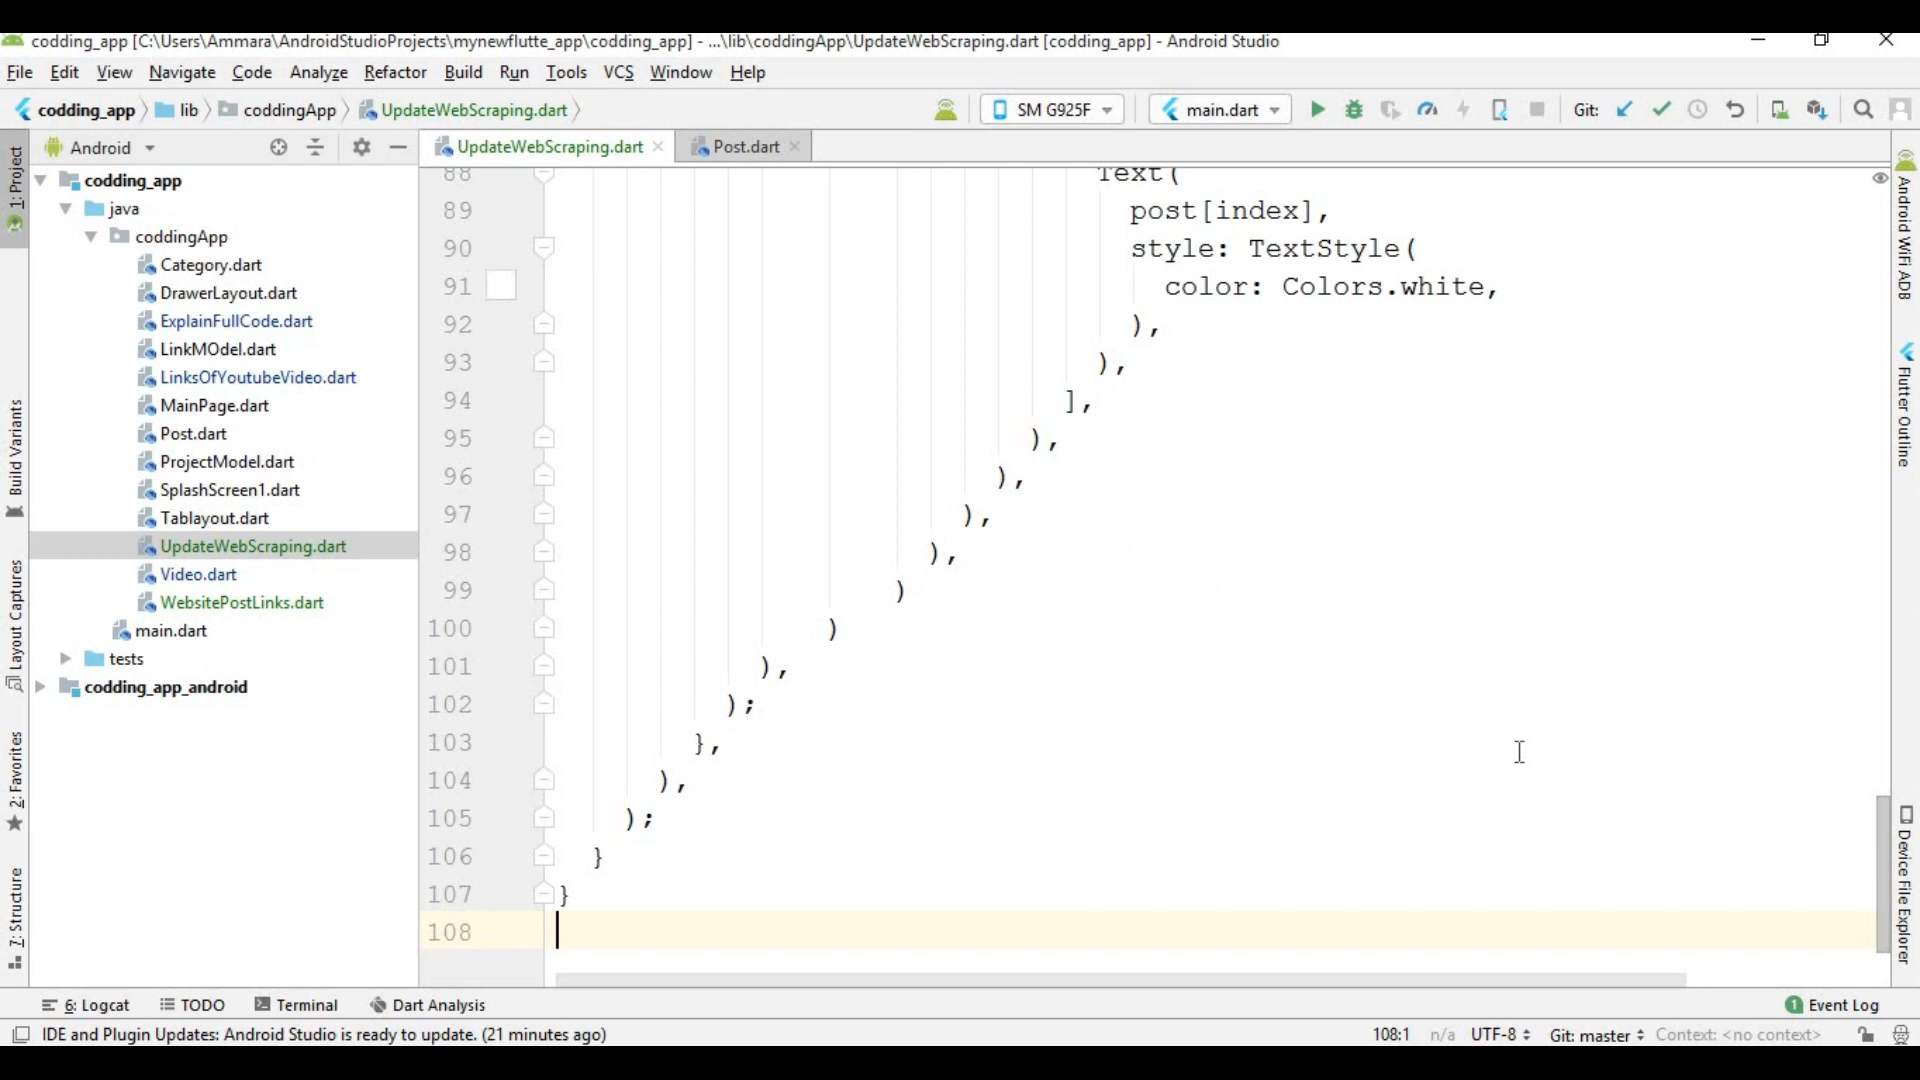 codding_app [C:\Users\Ammara\AndroidStudioProjects\mynewflutte_app\codding_app] - ...\lib\coddingApp\UpdateWebScraping.dart [codding_app] - Android Studio
File Edit View Navigate Code Analyze Refactor Build Run Tools VCS Window Help
codding_app lib coddingApp UpdateWebScraping.dart SM G925F main.dart Git:
Android UpdateWebScraping.dart Post.dart
1: Project
Build Variants
Layout Captures
2: Favorites
7: Structure
codding_app
java
coddingApp
Category.dart
DrawerLayout.dart
ExplainFullCode.dart
LinkMOdel.dart
LinksOfYoutubeVideo.dart
MainPage.dart
Post.dart
ProjectModel.dart
SplashScreen1.dart
Tablayout.dart
UpdateWebScraping.dart
Video.dart
WebsitePostLinks.dart
main.dart
tests
codding_app_android
88 Text(
89 post[index],
90 style: TextStyle(
91 color: Colors.white,
92 ),
93 ),
94 ],
95 ),
96 ),
97 ),
98 ),
99 )
100 )
101 ),
102 );
103 },
104 ),
105 );
106 }
107 }
108
Android WiFi ADB
Flutter Outline
Device File Explorer
6: Logcat TODO Terminal Dart Analysis 1 Event Log
IDE and Plugin Updates: Android Studio is ready to update. (21 minutes ago) 108:1 n/a UTF-8 Git: master Context: <no context>